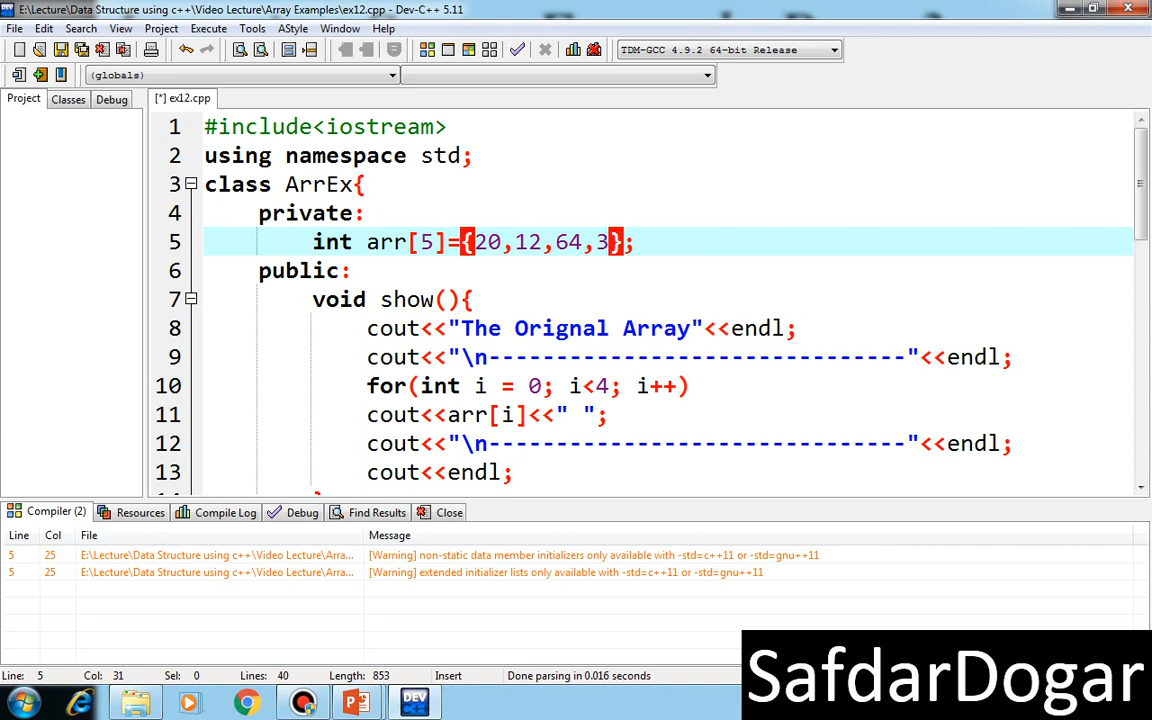 E:\Lecture\Data Structure using c++\Video Lecture\Array Examples\ex12.cpp - Dev-C++ 5.11
File Edit Search View Project Execute Tools AStyle Window Help
TDM-GCC 4.9.2 64-bit Release
(globals)
Project Classes Debug [*] ex12.cpp
1 #include<iostream>
2 using namespace std;
3 class ArrEx{
4 private:
5 int arr[5]={20,12,64,3};
6 public:
7 void show(){
8 cout<<"The Orignal Array"<<endl;
9 cout<<"\n-------------------------------"<<endl;
10 for(int i = 0; i<4; i++)
11 cout<<arr[i]<<" ";
12 cout<<"\n-------------------------------"<<endl;
13 cout<<endl;
Compiler (2) Resources Compile Log Debug Find Results Close
Line Col File Message
5 25 E:\Lecture\Data Structure using c++\Video Lecture\Arra... [Warning] non-static data member initializers only available with -std=c++11 or -std=gnu++11
5 25 E:\Lecture\Data Structure using c++\Video Lecture\Arra... [Warning] extended initializer lists only available with -std=c++11 or -std=gnu++11
Line: 5 Col: 31 Sel: 0 Lines: 40 Length: 853 Insert Done parsing in 0.016 seconds
SafdarDogar
DEV